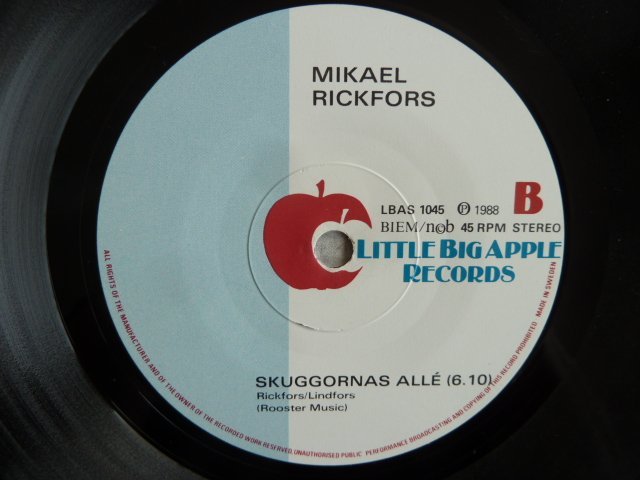 MIKAEL
RICKFORS
LBAS 1045 ℗ 1988 B
BIEM/n©b 45 RPM STEREO
LITTLE BIG APPLE
RECORDS
SKUGGORNAS ALLÉ (6.10)
Rickfors/Lindfors
(Rooster Music)
ALL RIGHTS OF THE MANUFACTURER AND OF THE OWNER OF THE RECORDED WORK RESERVED. UNAUTHORISED PUBLIC PERFORMANCE BROADCASTING AND COPYING OF THIS RECORD PROHIBITED MADE IN SWEDEN